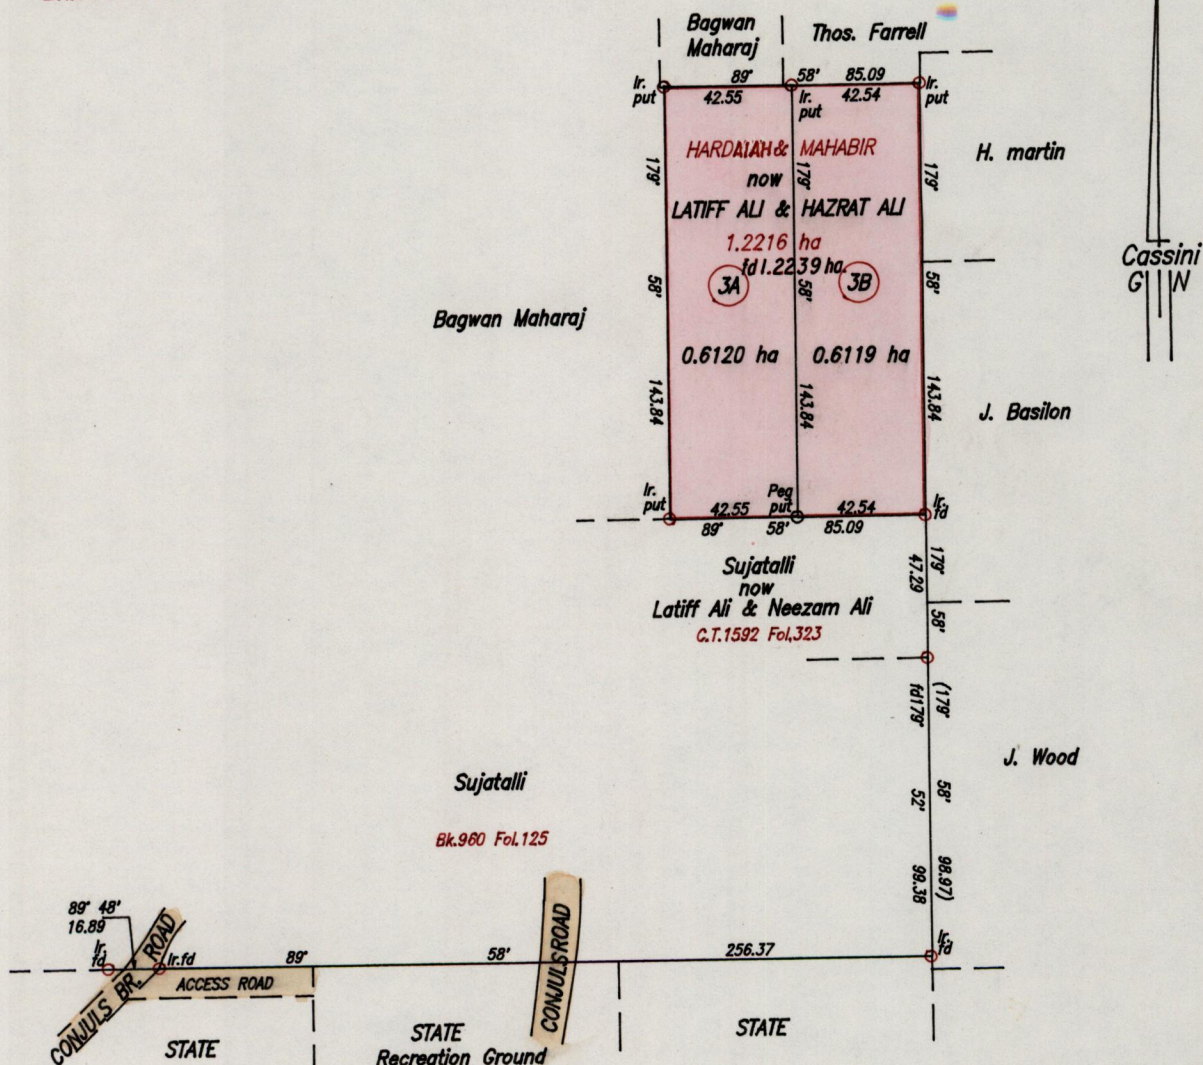 Bagwan
Maharaj
Thos. Farrell
89° 58' 85.09
Ir.
put
42.55
Ir.
put
42.54
Ir.
put
HARDAIAH & MAHABIR
now
LATIFF ALI & HAZRAT ALI
1.2216 ha
fd 1.2239 ha.
3A
3B
0.6120 ha
0.6119 ha
179°
58'
143.84
179°
58'
143.84
179°
58'
143.84
H. martin
Cassini
G N
Bagwan Maharaj
J. Basilon
Ir.
put
42.55
Peg
put
42.54
Ir.
fd
89° 58' 85.09
Sujatalli
now
Latiff Ali & Neezam Ali
C.T.1592 Fol,323
179°
47.29
58'
(179° 58' 98.97)
fd179° 52' 99.38
J. Wood
Sujatalli
Bk.960 Fol.125
89° 48'
16.89
Ir.
fd
Ir.fd
89° 58' 256.37
Ir.
fd
CONJULS BR. ROAD
ACCESS ROAD
CONJULS ROAD
STATE
STATE
Recreation Ground
STATE